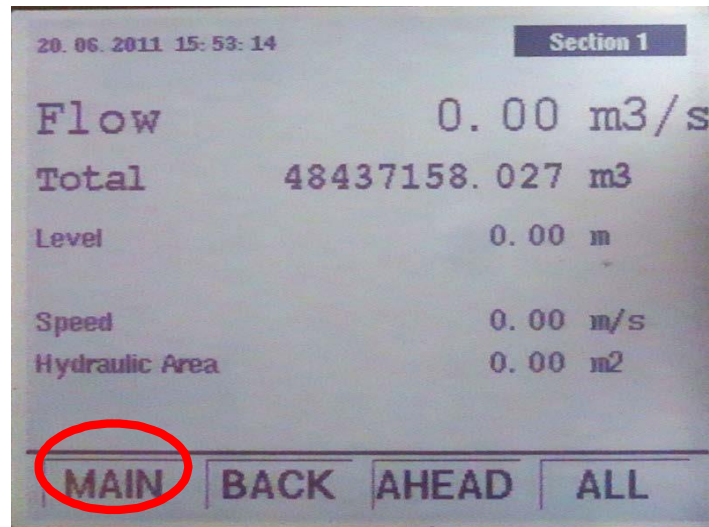 20. 06. 2011 15: 53: 14 Section 1
Flow 0. 00 m3/s
Total 48437158. 027 m3
Level 0. 00 m
Speed 0. 00 m/s
Hydraulic Area 0. 00 m2
MAIN BACK AHEAD ALL